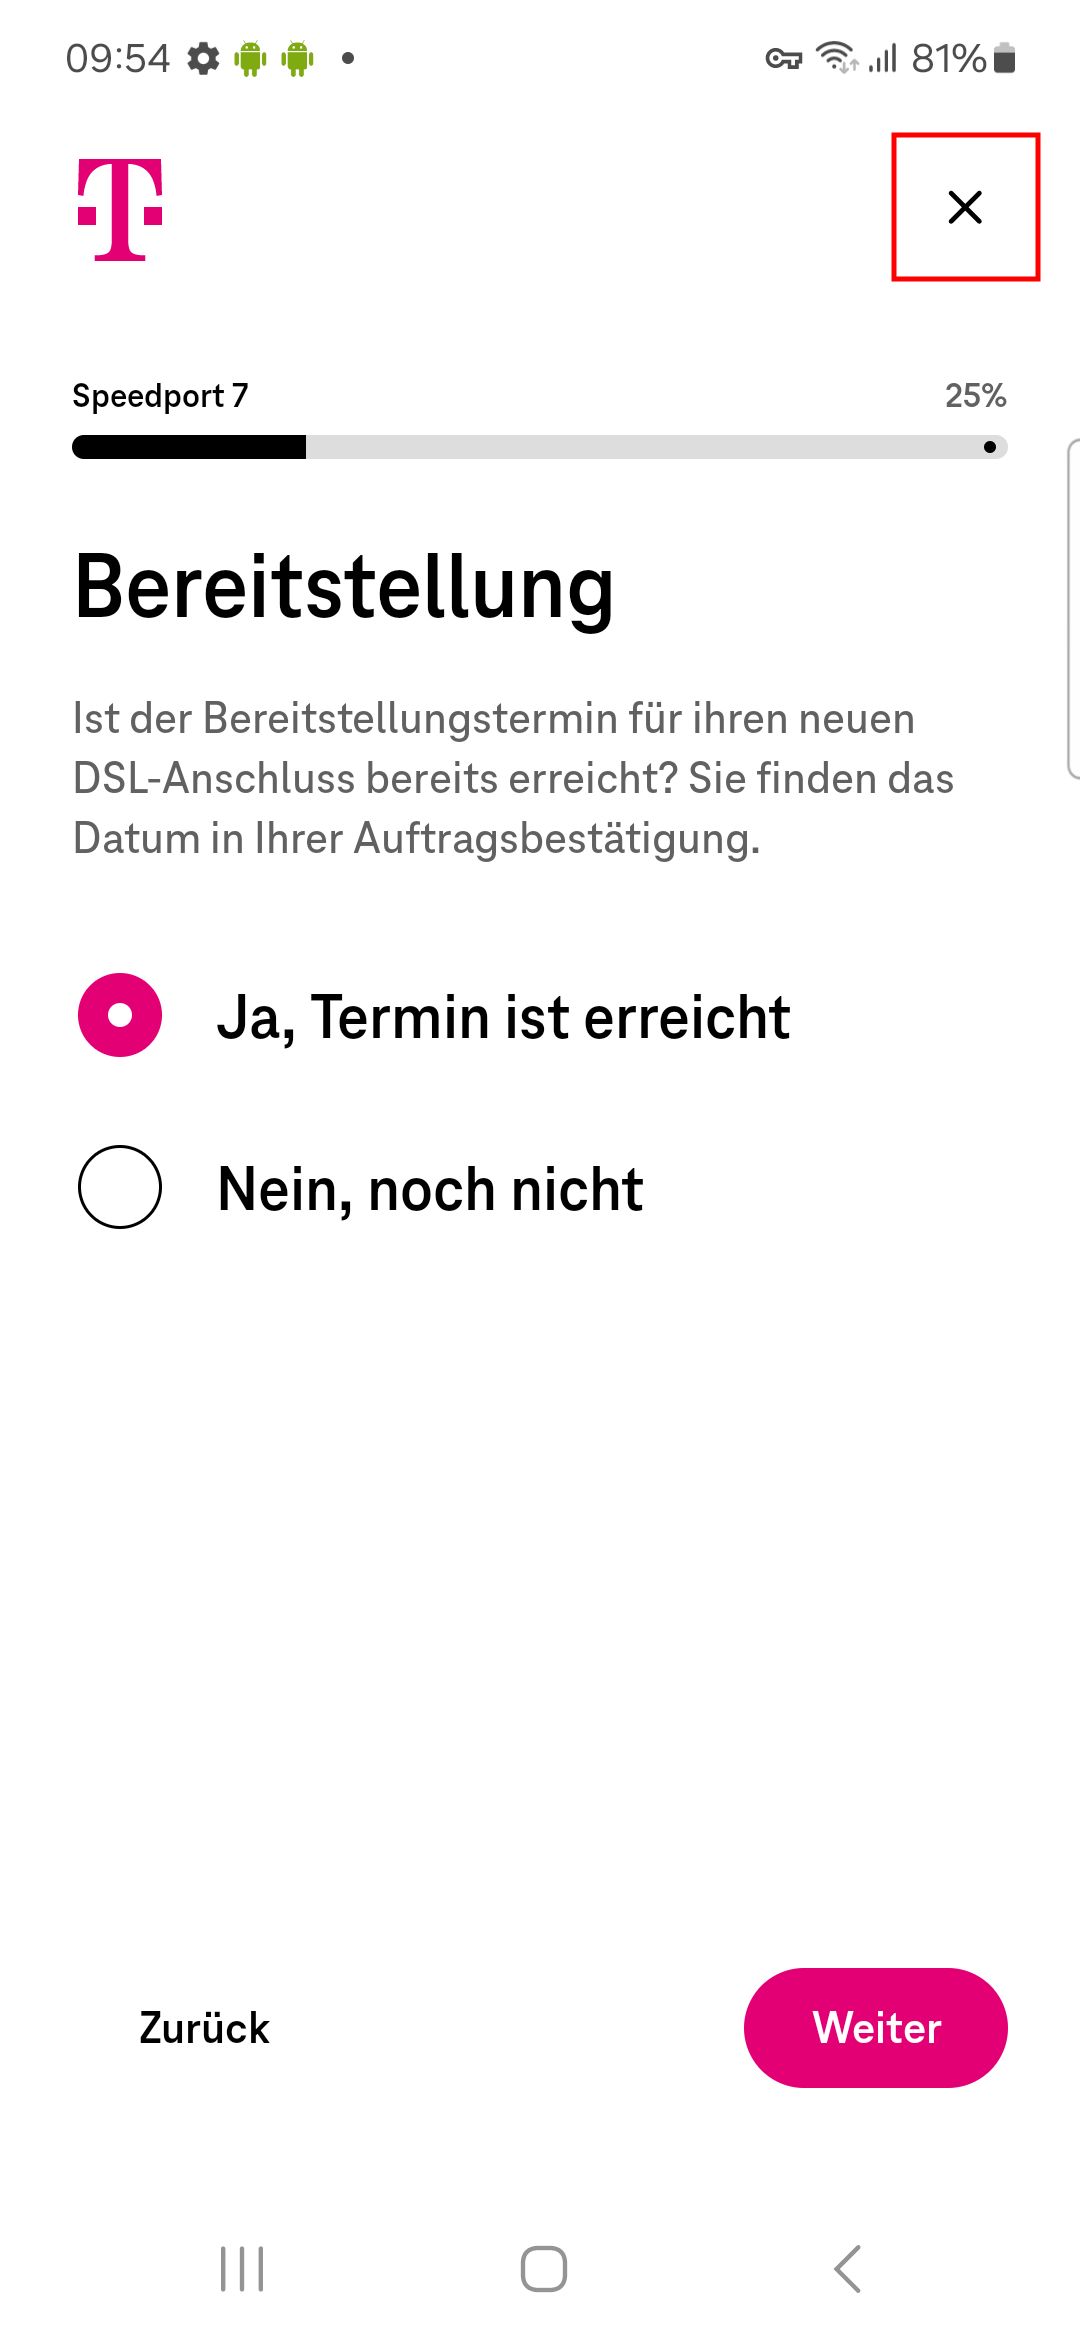 09:54
81%
Speedport 7
25%
Bereitstellung
Ist der Bereitstellungstermin für ihren neuen
DSL-Anschluss bereits erreicht? Sie finden das
Datum in Ihrer Auftragsbestätigung.
Ja, Termin ist erreicht
Nein, noch nicht
Zurück
Weiter